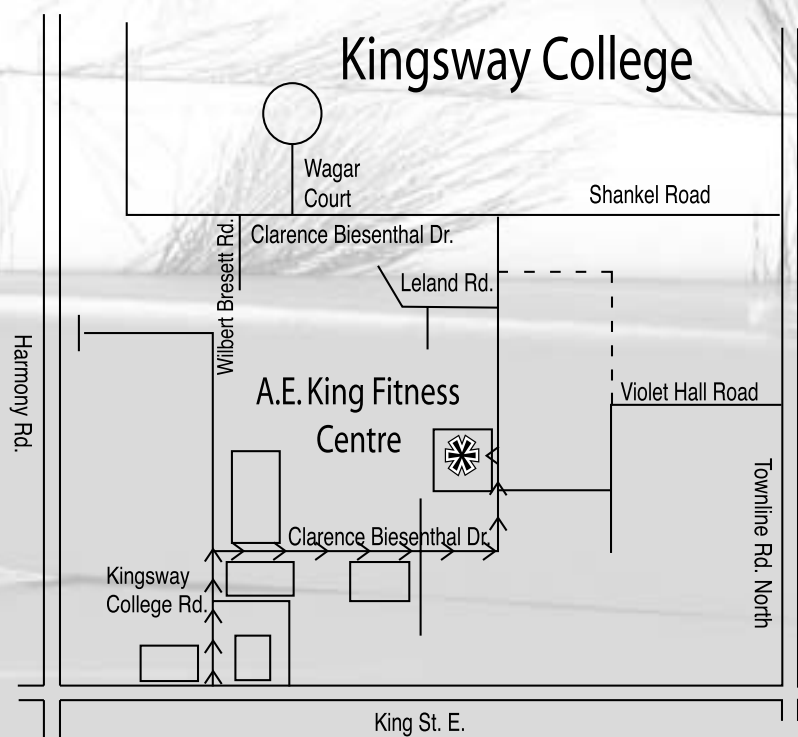 Kingsway College
Wagar
Court
Shankel Road
Clarence Biesenthal Dr.
Wilbert Bresett Rd.
Leland Rd.
Harmony Rd.
A.E. King Fitness
Centre
Violet Hall Road
Townline Rd. North
Clarence Biesenthal Dr.
Kingsway
College Rd.
King St. E.